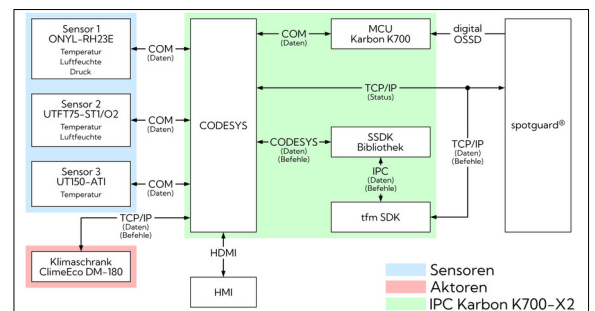 Sensor 1
ONYL-RH23E
Temperatur
Luftfeuchte
Druck
COM
(Daten)
Sensor 2
UTFT75-ST1/O2
Temperatur
Luftfeuchte
COM
(Daten)
Sensor 3
UT150-ATI
Temperatur
COM
(Daten)
TCP/IP
(Daten)
(Befehle)
Klimaschrank
ClimeEco DM-180
CODESYS
HDMI
HMI
COM
(Daten)
MCU
Karbon K700
digital
OSSD
TCP/IP
(Status)
CODESYS
(Daten)
(Befehle)
SSDK
Bibliothek
IPC
(Daten)
(Befehle)
tfm SDK
TCP/IP
(Daten)
(Befehle)
spotguard®
Sensoren
Aktoren
IPC Karbon K700-X2